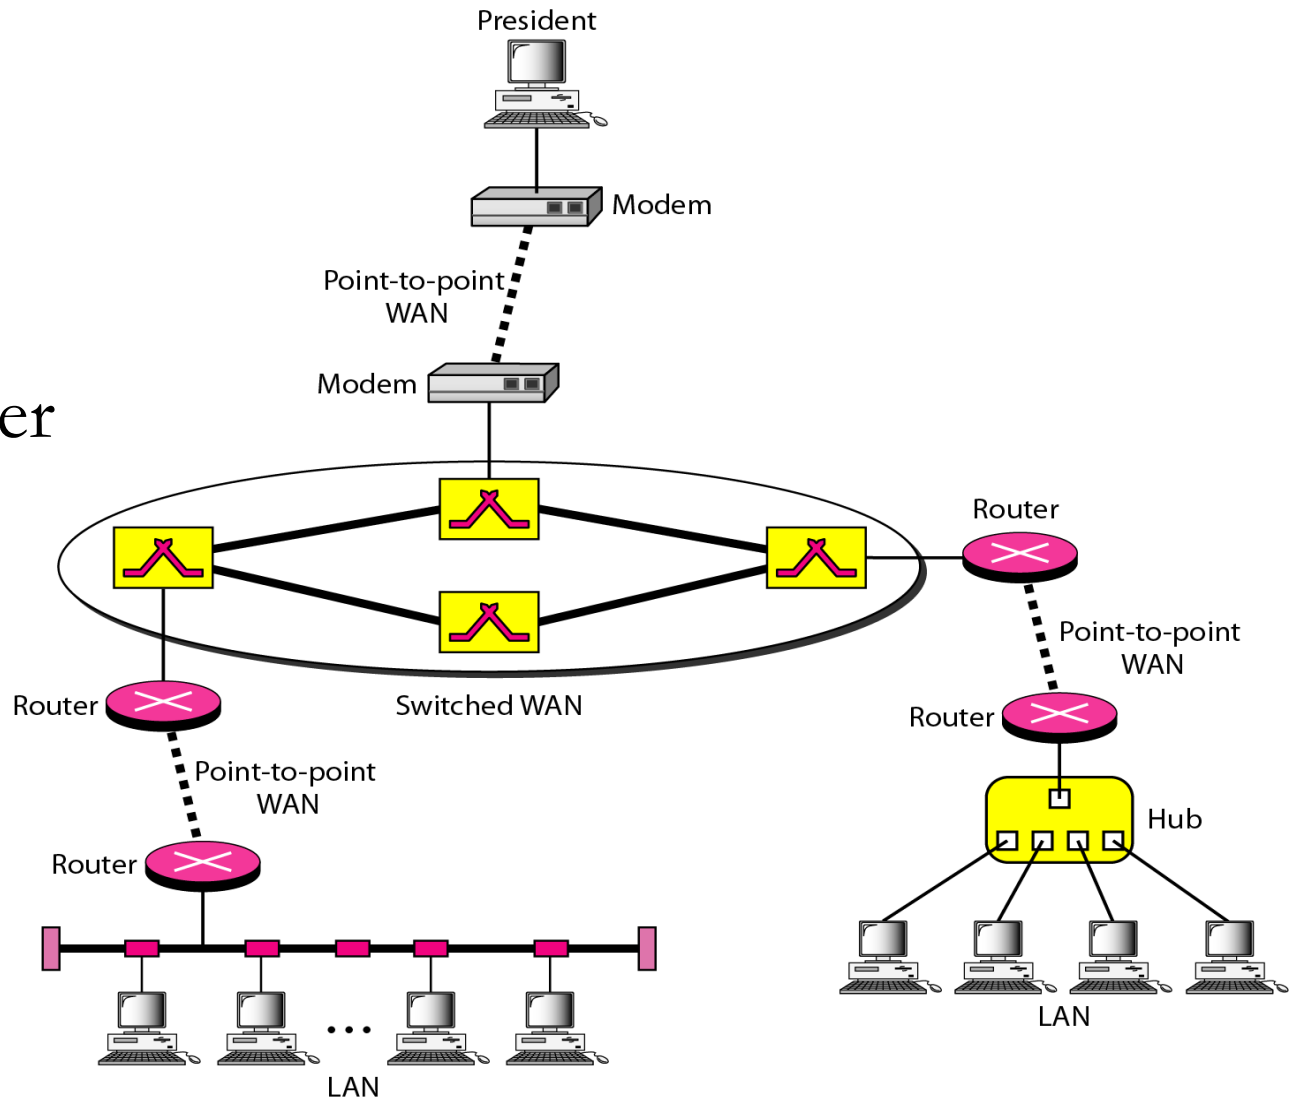 President
Modem
Point-to-point
WAN
Modem
er
Router
Point-to-point
WAN
Router
Switched WAN
Router
Point-to-point
WAN
Router
Hub
LAN
LAN